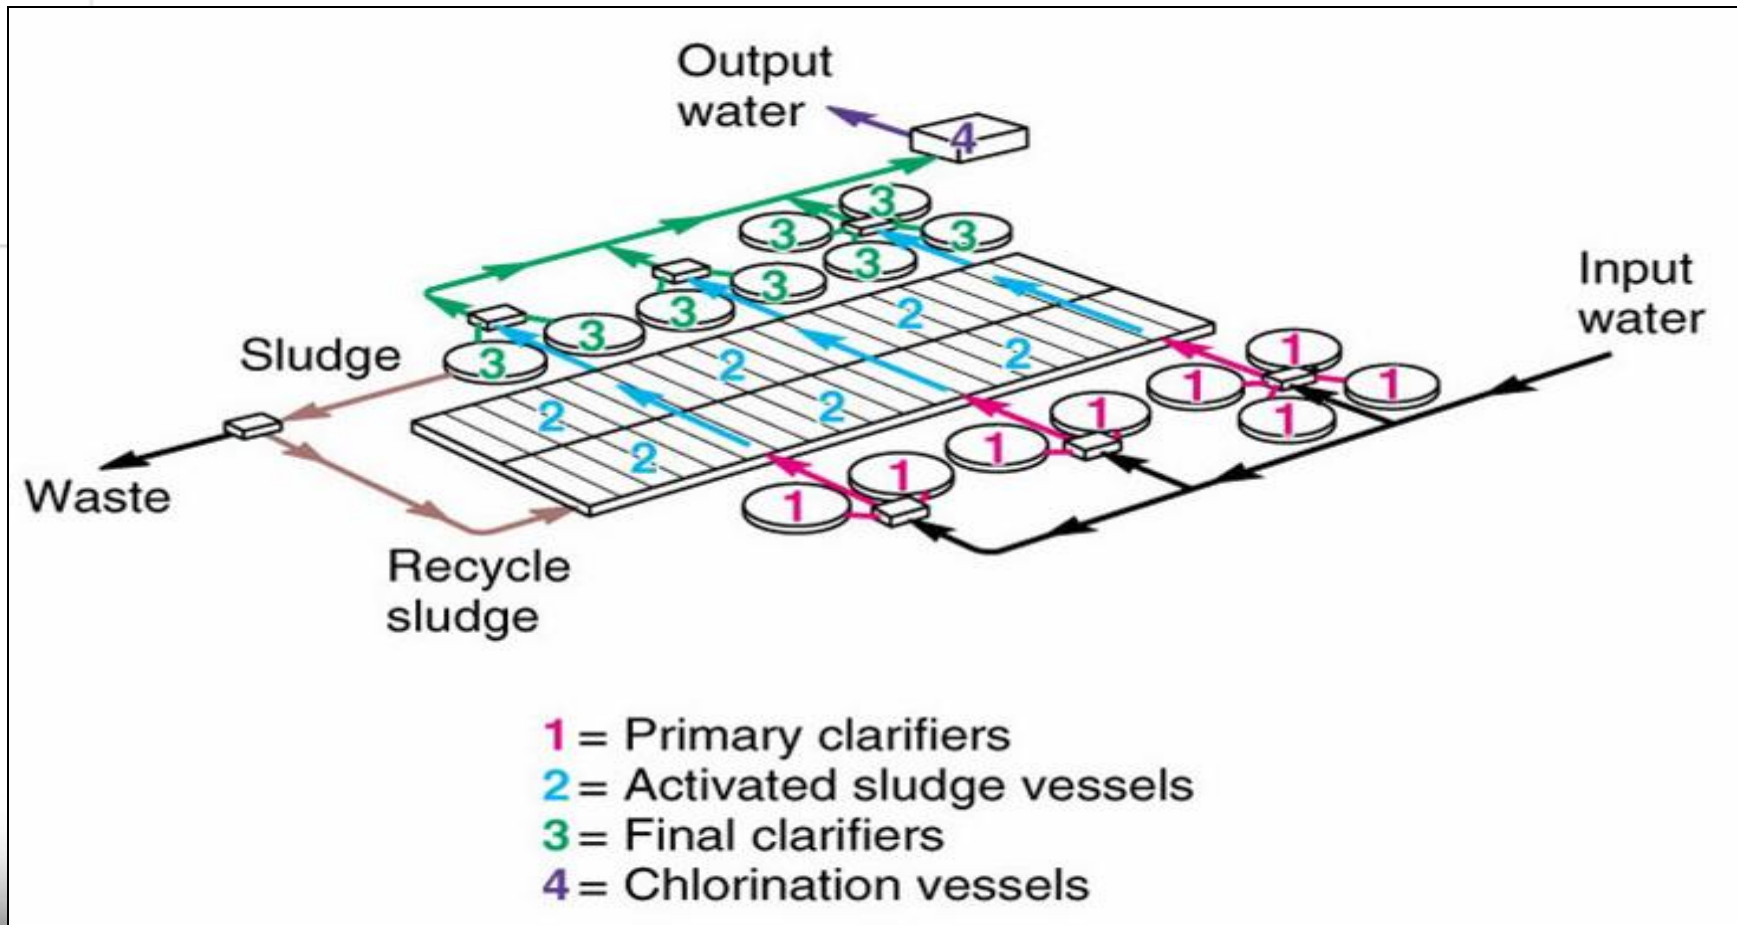 Output
water
4
3
3
3
3
3
3
3
3
2
2
2
2
2
2
1
1
1
1
1
1
1
1
Input
water
Sludge
Waste
Recycle
sludge
1 = Primary clarifiers
2 = Activated sludge vessels
3 = Final clarifiers
4 = Chlorination vessels